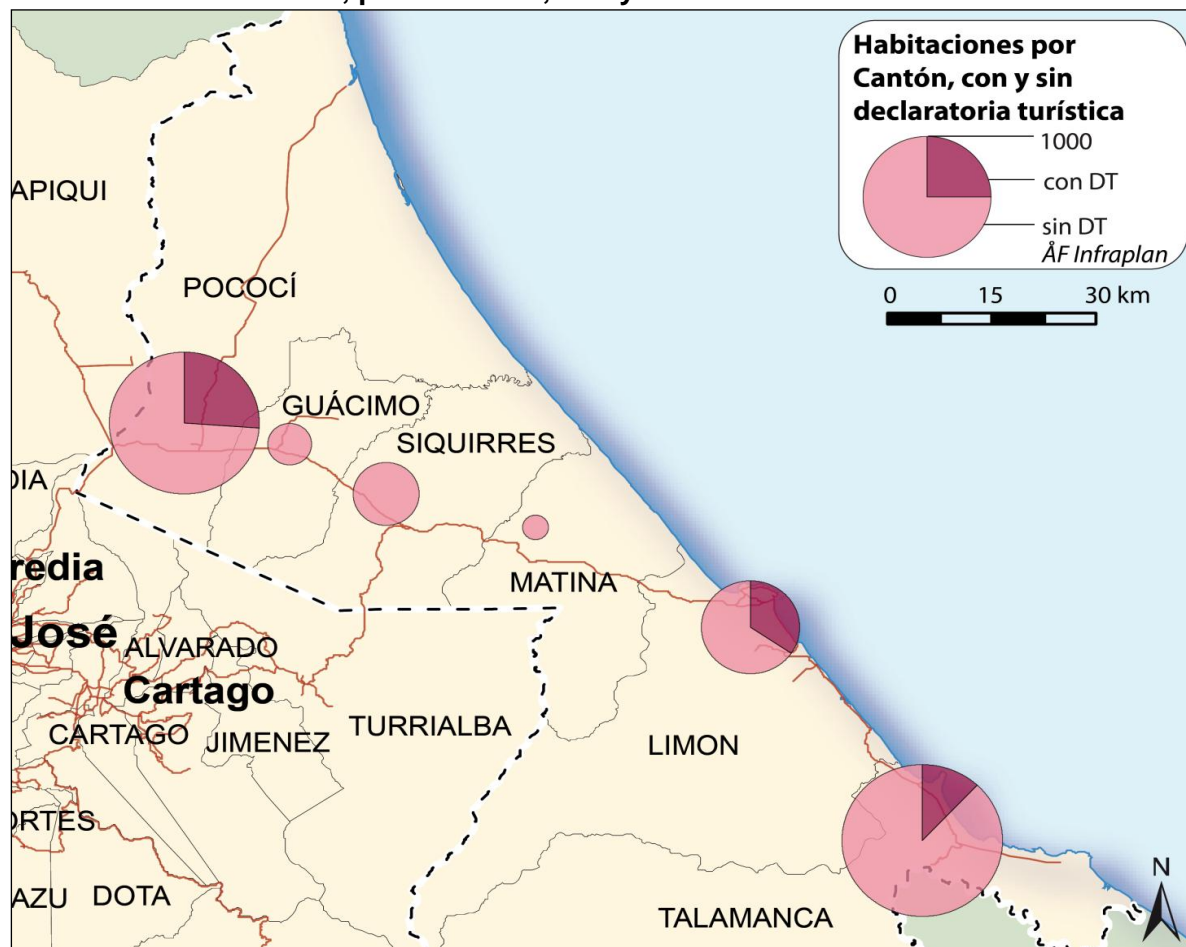 Habitaciones por
Cantón, con y sin
declaratoria turística
1000
con DT
sin DT
ÅF Infraplan
0 15 30 km
APIQUI
POCOCÍ
GUÁCIMO
SIQUIRRES
DIA
MATINA
redia
José
ALVARADO
Cartago
CARTAGO
JIMENEZ
TURRIALBA
LIMON
ORTES
AZU
DOTA
TALAMANCA
N